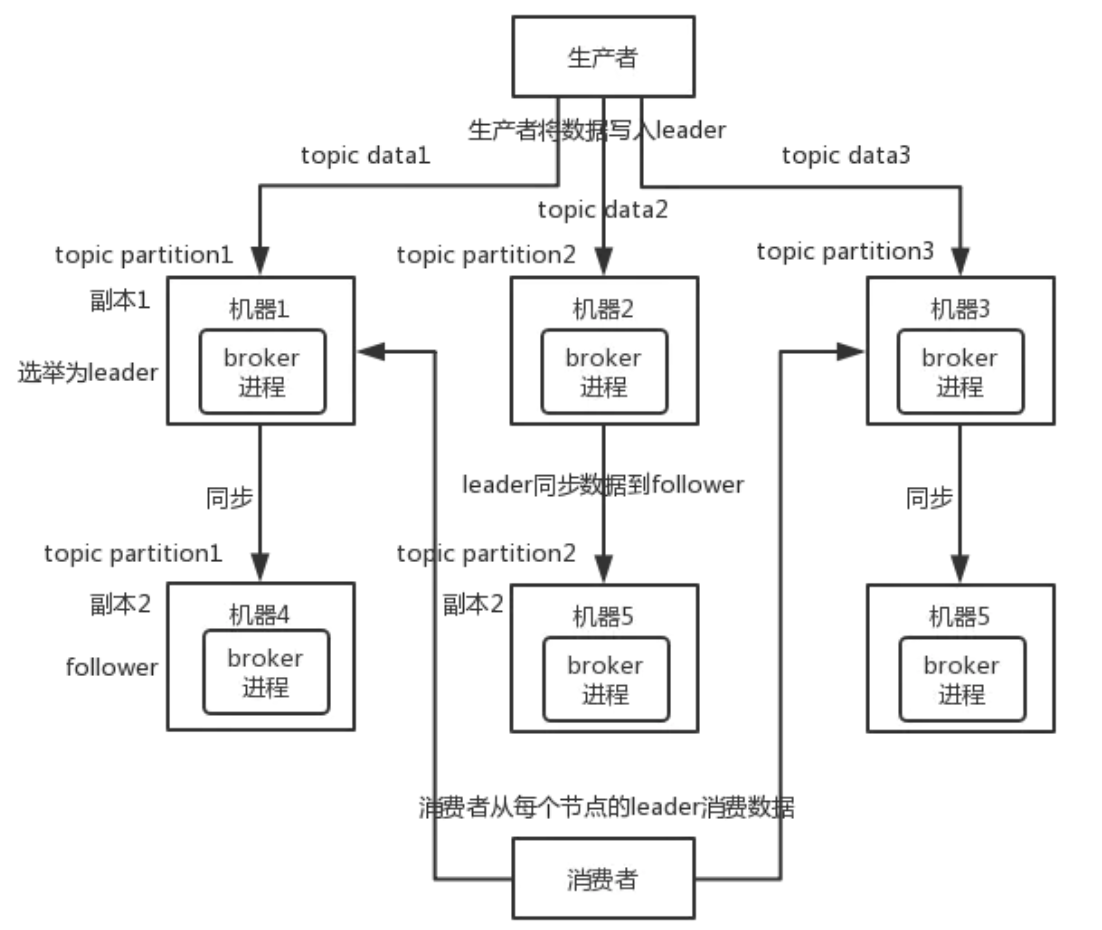 生产者
生产者将数据写入leader
topic data1
topic data3
topic data2
topic partition1
topic partition2
topic partition3
副本1
机器1
机器2
机器3
选举为leader
broker
进程
broker
进程
broker
进程
同步
leader同步数据到follower
同步
topic partition1
topic partition2
副本2
机器4
副本2
机器5
机器5
follower
broker
进程
broker
进程
broker
进程
消费者从每个节点的leader消费数据
消费者